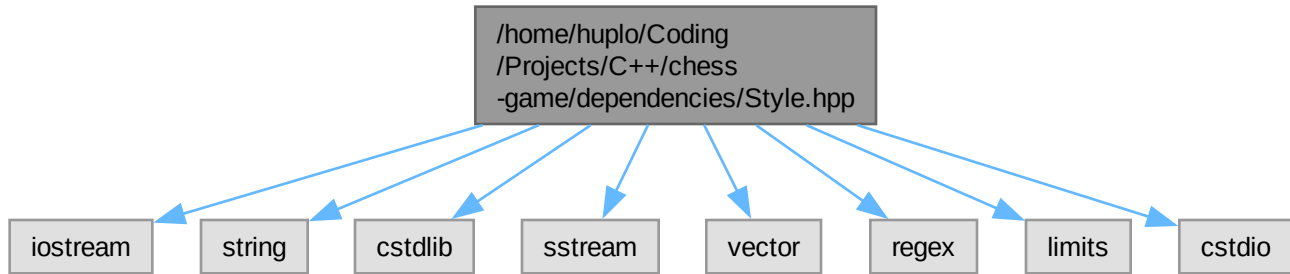 /home/huplo/Coding
/Projects/C++/chess
-game/dependencies/Style.hpp
iostream
string
cstdlib
sstream
vector
regex
limits
cstdio